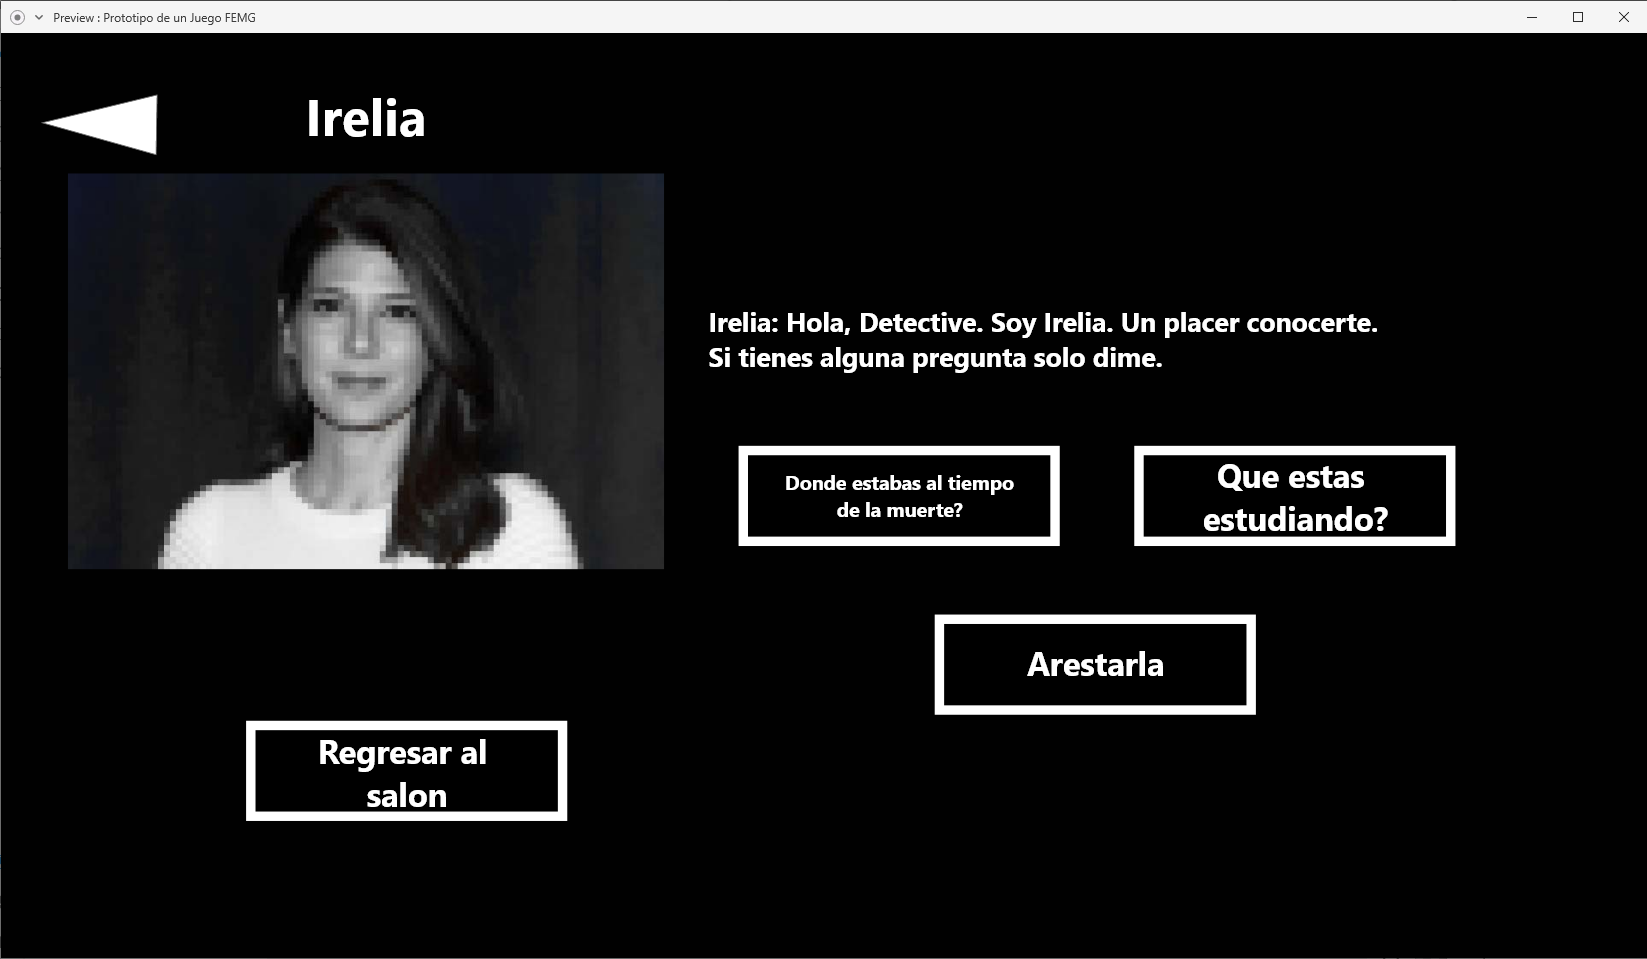 Preview : Prototipo de un Juego FEMG
Irelia
Irelia: Hola, Detective. Soy Irelia. Un placer conocerte.
Si tienes alguna pregunta solo dime.
Donde estabas al tiempo
de la muerte?
Que estas
estudiando?
Arestarla
Regresar al
salon